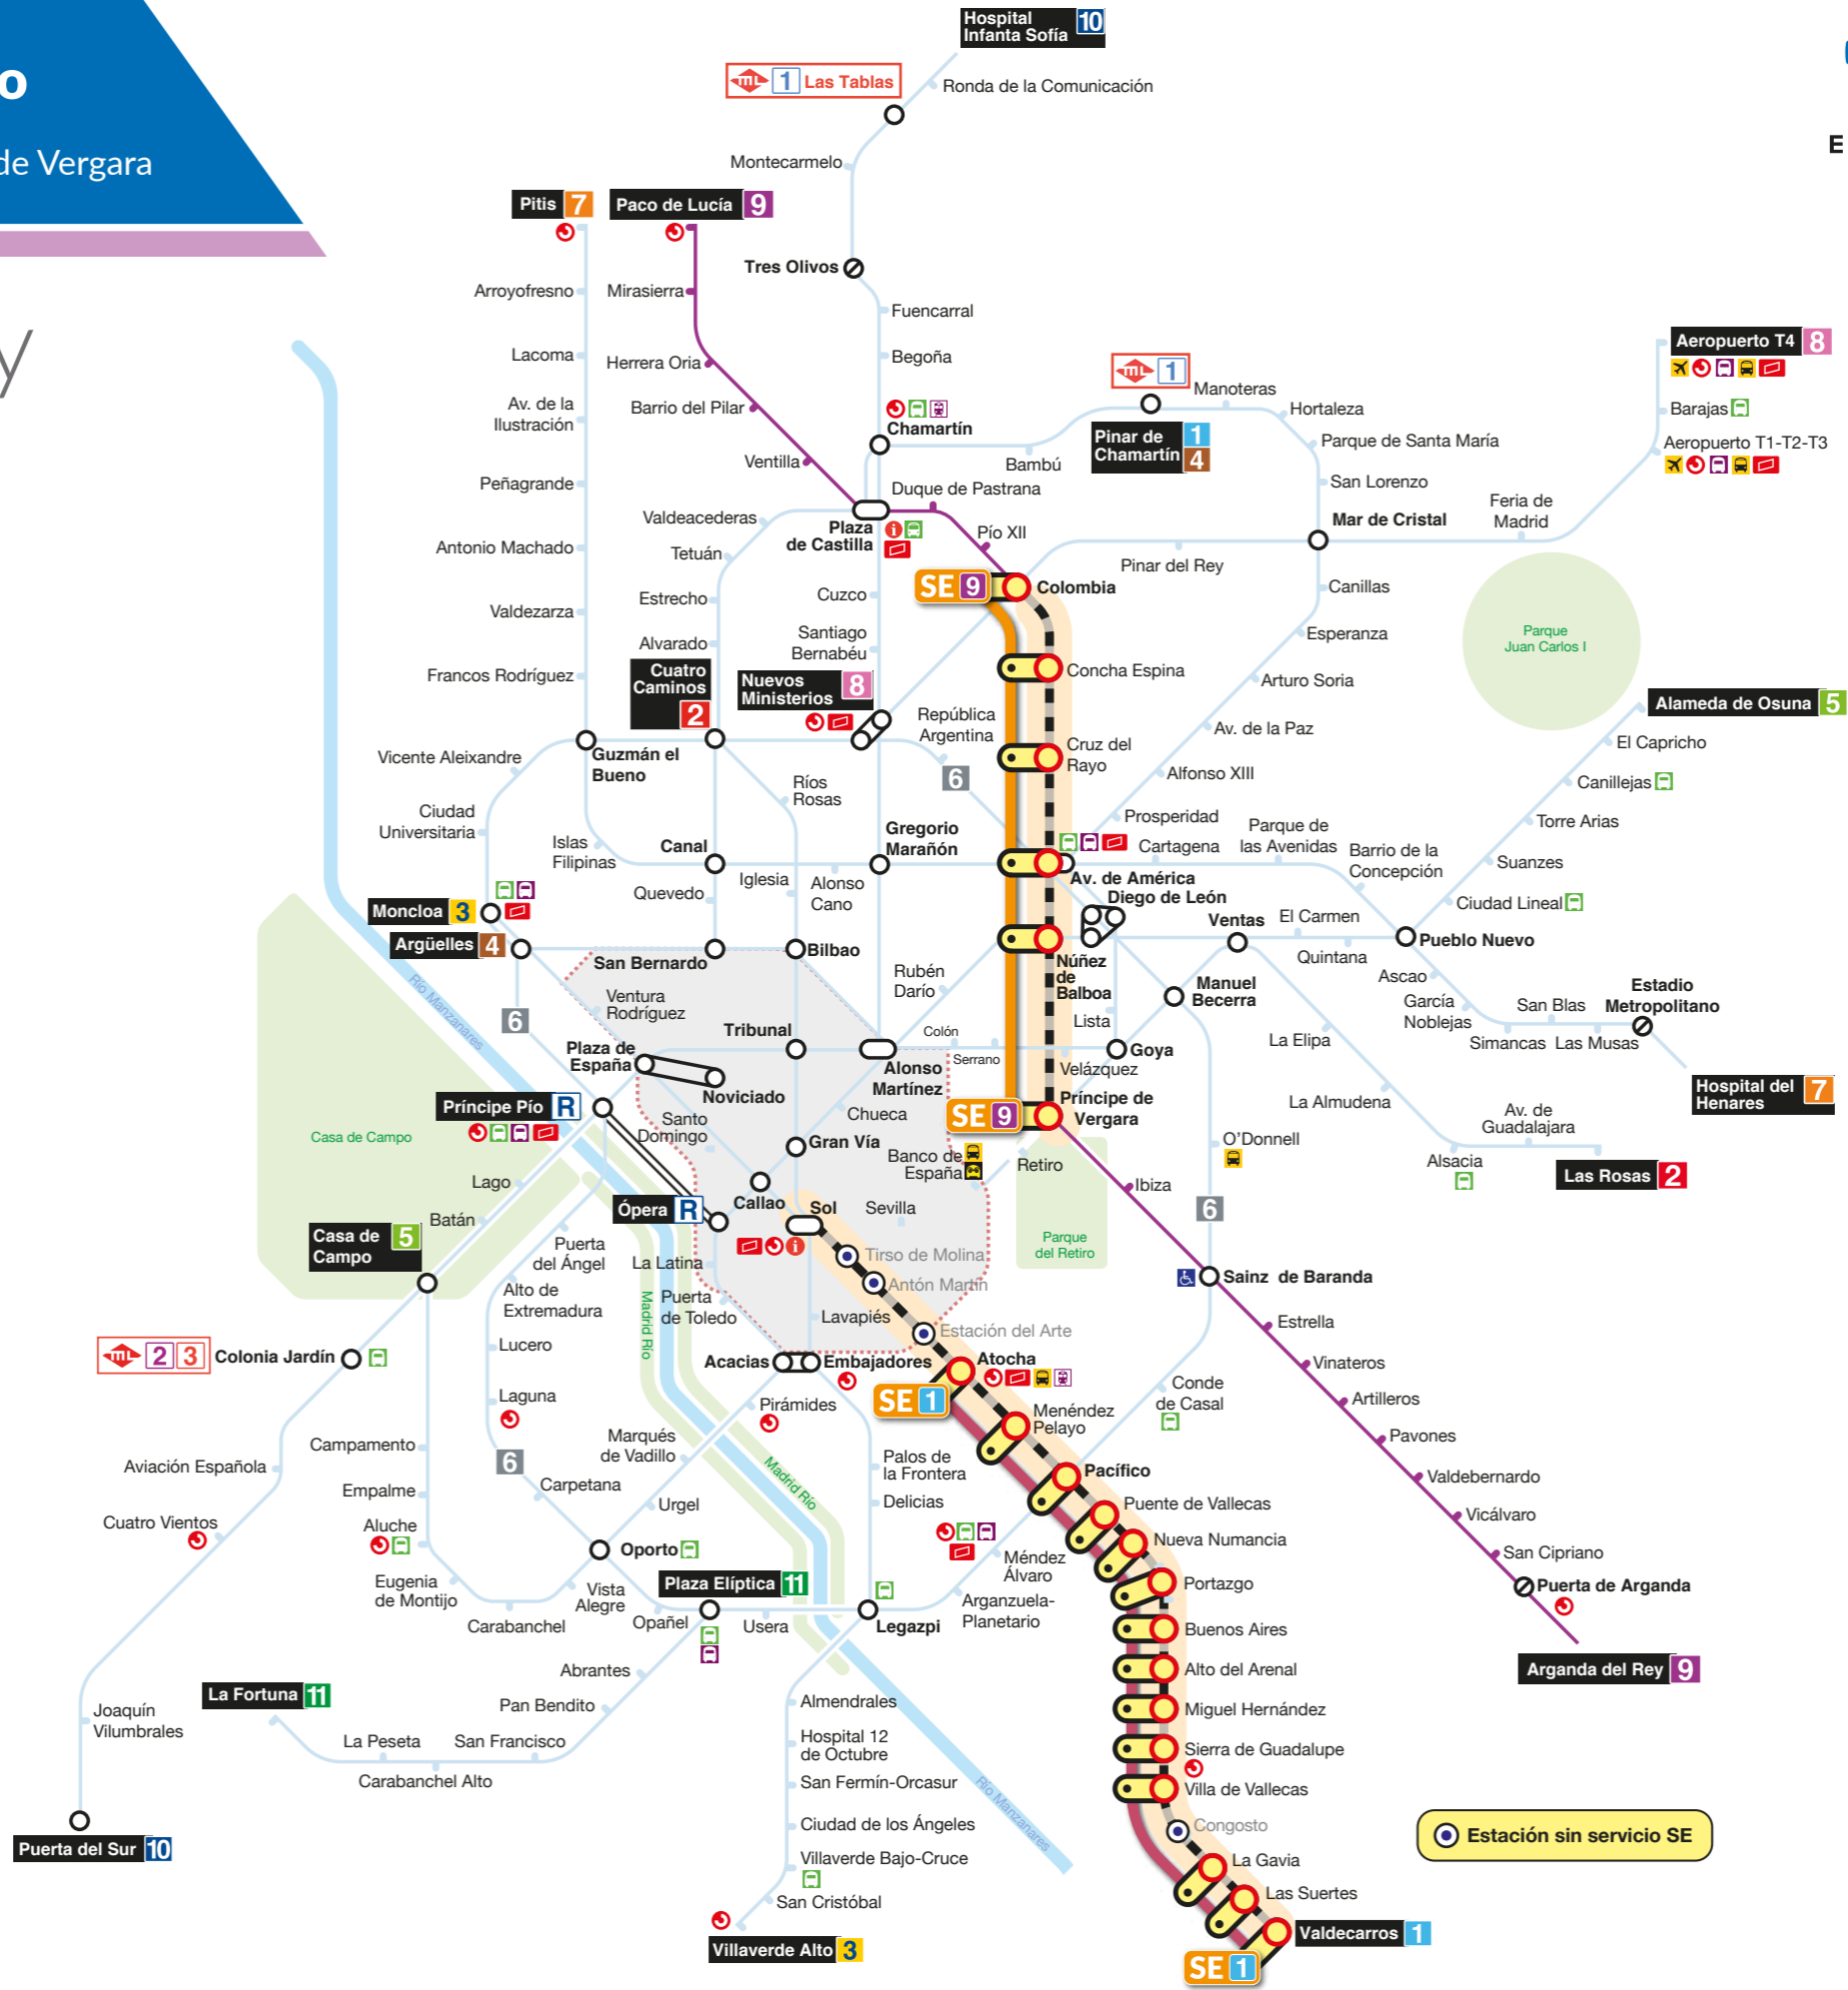 o
de Vergara
y
E
Hospital
Infanta Sofía 10
mL 1 Las Tablas
Ronda de la Comunicación
Montecarmelo
Pitis 7
Paco de Lucía 9
Tres Olivos
Arroyofresno
Mirasierra
Fuencarral
Lacoma
Herrera Oria
Begoña
Aeropuerto T4 8
mL 1
Manoteras
Av. de la
Ilustración
Barrio del Pilar
Chamartín
Pinar de
Chamartín 1 4
Hortaleza
Barajas
Parque de Santa María
Aeropuerto T1-T2-T3
Ventilla
Bambú
Peñagrande
Duque de Pastrana
San Lorenzo
Valdeacederas
Plaza
de Castilla
i
Pío XII
Mar de Cristal
Feria de
Madrid
Antonio Machado
Tetuán
Pinar del Rey
SE 9
Colombia
Estrecho
Cuzco
Canillas
Valdezarza
Alvarado
Santiago
Bernabéu
Esperanza
Parque
Juan Carlos I
Francos Rodríguez
Cuatro
Caminos
2
Nuevos
Ministerios 8
Concha Espina
Arturo Soria
Alameda de Osuna 5
República
Argentina
Av. de la Paz
El Capricho
Vicente Aleixandre
Guzmán el
Bueno
Cruz del
Rayo
6
Alfonso XIII
Canillejas
Ríos
Rosas
Ciudad
Universitaria
Prosperidad
Torre Arias
Islas
Filipinas
Canal
Gregorio
Marañón
Cartagena
Parque de
las Avenidas
Barrio de la
Concepción
Suanzes
Quevedo
Iglesia
Alonso
Cano
Av. de América
Diego de León
Ciudad Lineal
Moncloa 3
Argüelles 4
San Bernardo
Bilbao
Ventas
El Carmen
Pueblo Nuevo
Quintana
Núñez
de
Balboa
Rubén
Darío
Manuel
Becerra
Ascao
García
Noblejas
San Blas
Estadio
Metropolitano
Río Manzanares
Ventura
Rodríguez
6
Tribunal
Colón
Lista
La Elipa
Simancas
Las Musas
Plaza de
España
Noviciado
Alonso
Martínez
Serrano
Velázquez
Goya
Hospital del
Henares 7
Príncipe Pío R
Santo
Domingo
Chueca
SE 9
Príncipe de
Vergara
La Almudena
Av. de
Guadalajara
Casa de Campo
Gran Vía
Banco de
España
Retiro
O'Donnell
Alsacia
Las Rosas 2
Lago
Ibiza
Ópera R
Callao
Sol
Sevilla
6
Batán
Casa de
Campo 5
Puerta
del Ángel
La Latina
i
Tirso de Molina
Parque
del Retiro
Antón Martín
Sainz de Baranda
Alto de
Extremadura
Madrid Río
Puerta
de Toledo
Lavapiés
Estación del Arte
Estrella
Lucero
mL 2 3 Colonia Jardín
Acacias
Embajadores
Atocha
Vinateros
Laguna
SE 1
Conde
de Casal
Artilleros
Pirámides
Menéndez
Pelayo
Campamento
6
Marqués
de Vadillo
Pavones
Aviación Española
Palos de
la Frontera
Pacífico
Valdebernardo
Madrid Río
Empalme
Carpetana
Urgel
Delicias
Puente de Vallecas
Vicálvaro
Cuatro Vientos
Aluche
Nueva Numancia
San Cipriano
Oporto
Méndez
Álvaro
Portazgo
Puerta de Arganda
Eugenia
de Montijo
Vista
Alegre
Plaza Elíptica 11
Arganzuela-
Planetario
Carabanchel
Opañel
Usera
Legazpi
Buenos Aires
Abrantes
Alto del Arenal
Arganda del Rey 9
La Fortuna 11
Pan Bendito
Almendrales
Miguel Hernández
Joaquín
Vilumbrales
La Peseta
San Francisco
Hospital 12
de Octubre
Sierra de Guadalupe
Carabanchel Alto
San Fermín-Orcasur
Río Manzanares
Villa de Vallecas
Ciudad de los Ángeles
Congosto
Estación sin servicio SE
Puerta del Sur 10
Villaverde Bajo-Cruce
La Gavia
San Cristóbal
Las Suertes
Villaverde Alto 3
Valdecarros 1
SE 1